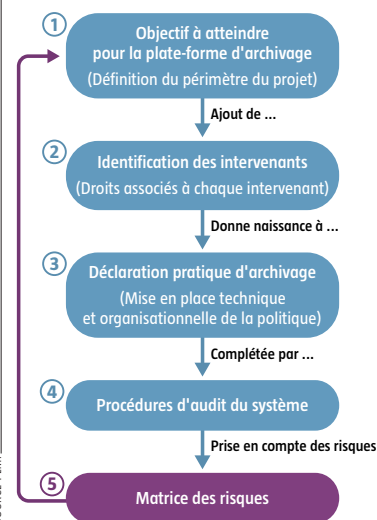 1
Objectif à atteindre
pour la plate-forme d'archivage
(Définition du périmètre du projet)
Ajout de ...
2
Identification des intervenants
(Droits associés à chaque intervenant)
Donne naissance à ...
3
Déclaration pratique d'archivage
(Mise en place technique
et organisationnelle de la politique)
Complétée par ...
4
Procédures d'audit du système
Prise en compte des risques
5
Matrice des risques